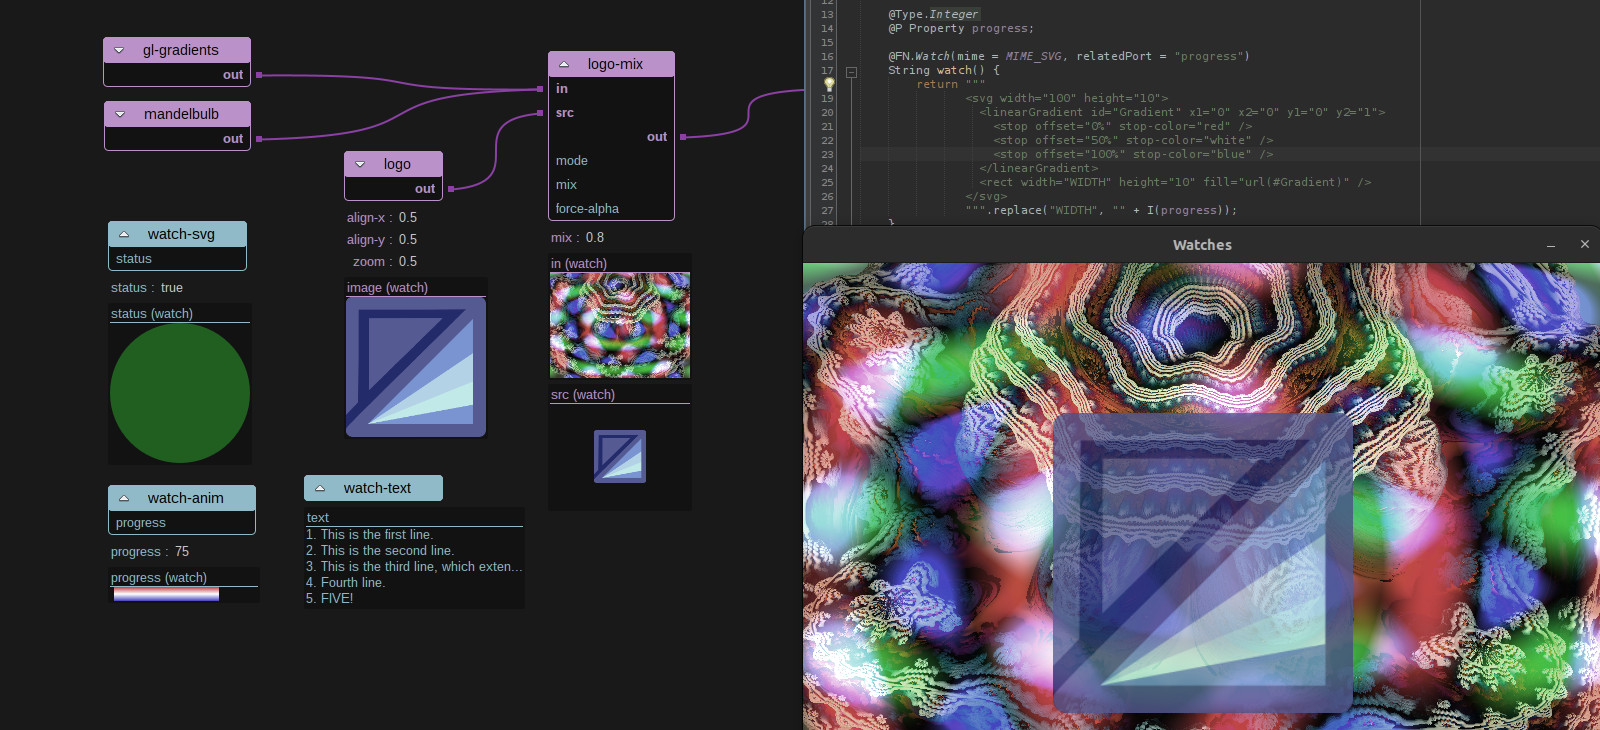 gl-gradients
out
mandelbulb
out
logo
out
align-x : 0.5
align-y : 0.5
zoom : 0.5
image (watch)
logo-mix
in
src
out
mode
mix
force-alpha
mix : 0.8
in (watch)
src (watch)
watch-svg
status
status : true
status (watch)
watch-anim
progress
progress : 75
progress (watch)
watch-text
text
1. This is the first line.
2. This is the second line.
3. This is the third line, which exten...
4. Fourth line.
5. FIVE!
12
13 @Type.Integer
14 @P Property progress;
15
16 @FN.Watch(mime = MIME_SVG, relatedPort = "progress")
17 String watch() {
return """
19 <svg width="100" height="10">
20 <linearGradient id="Gradient" x1="0" x2="0" y1="0" y2="1">
21 <stop offset="0%" stop-color="red" />
22 <stop offset="50%" stop-color="white" />
23 <stop offset="100%" stop-color="blue" />
24 </linearGradient>
25 <rect width="WIDTH" height="10" fill="url(#Gradient)" />
26 </svg>
27 """.replace("WIDTH", "" + I(progress));
28 }
Watches